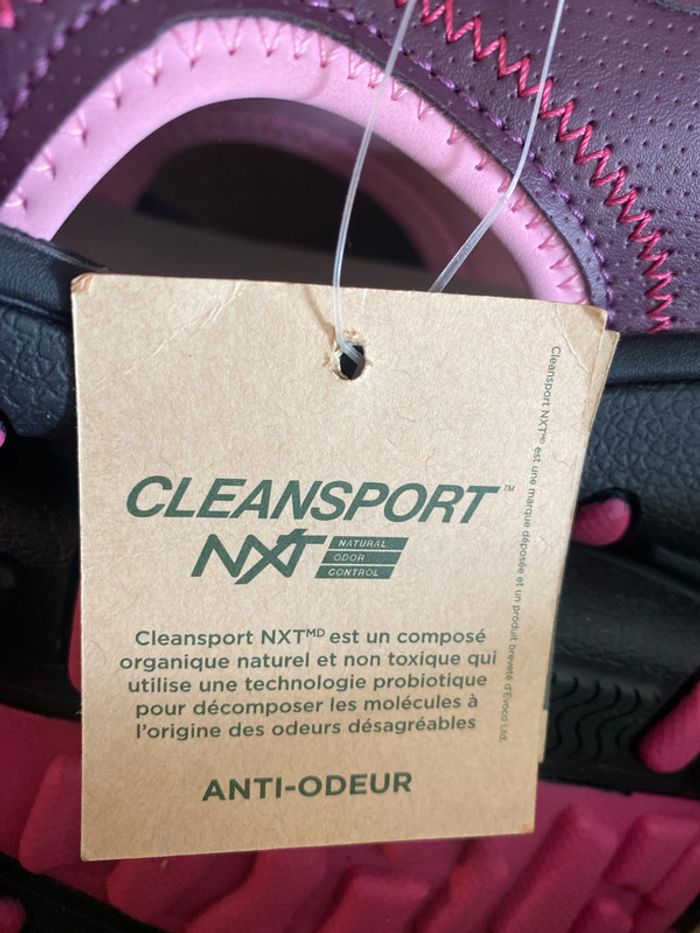 CLEANSPORT™
NXT NATURAL
ODOR
CONTROL
Cleansport NXTᴹᴰ est un composé
organique naturel et non toxique qui
utilise une technologie probiotique
pour décomposer les molécules à
l'origine des odeurs désagréables
ANTI-ODEUR
Cleansport NXTᴹᴰ est une marque déposée et un produit breveté d'Evoco Ltd.